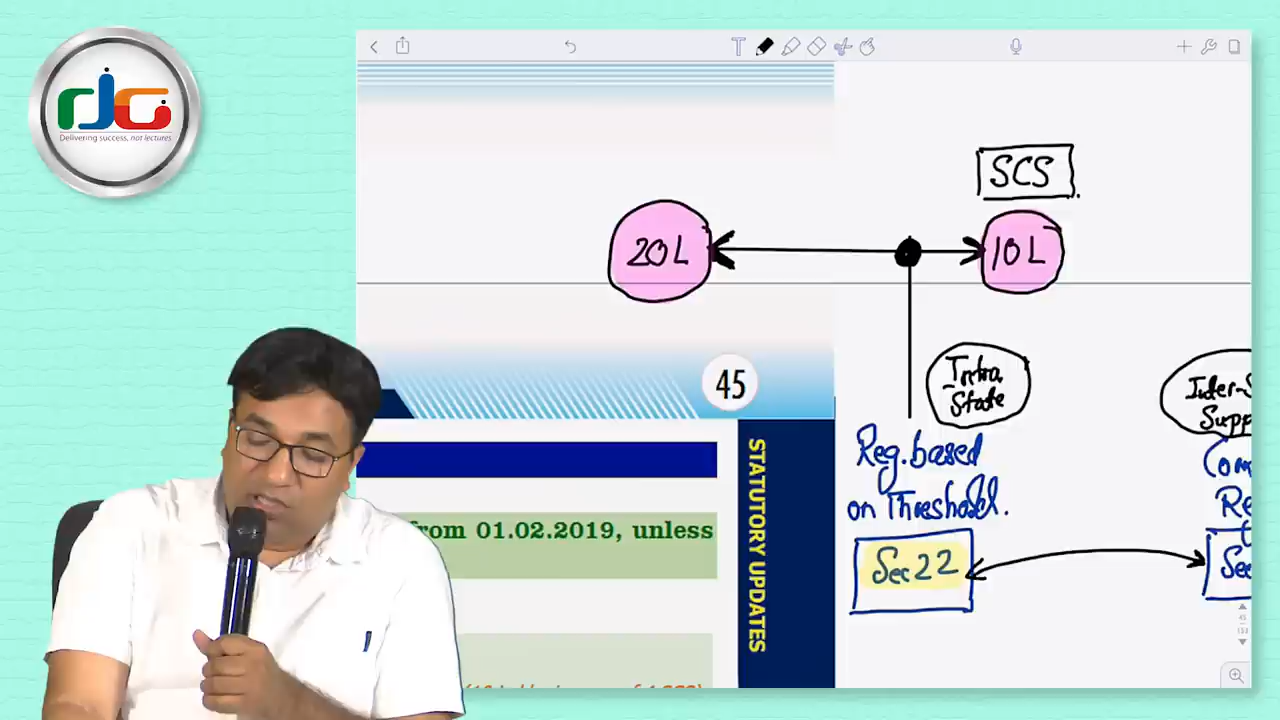 Delivering success, not lectures
SCS
20L
10L
45
Intra
State
Reg. based
on Threshold.
Sec 22
from 01.02.2019, unless
STATUTORY UPDATES
45